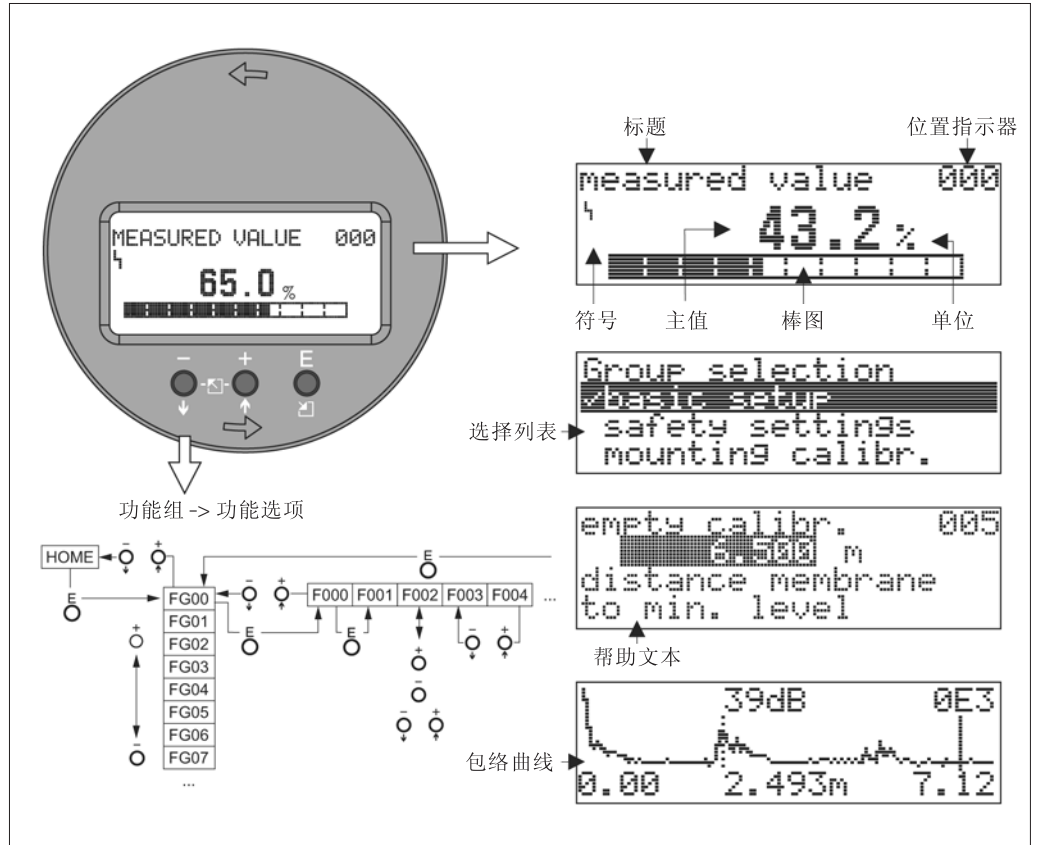 MEASURED VALUE 000
65.0 %
- + E
功能组 -> 功能选项
标题 位置指示器
measured value 000
43.2 %
符号 主值 棒图 单位
Group selection
✓basic setup
safety settings
mounting calibr.
选择列表
empty calibr. 005
6.500 m
distance membrane
to min. level
帮助文本
39dB 0E3
包络曲线
0.00 2.493m 7.12
HOME - + E
E - + F000 F001 F002 F003 F004 ...
FG00
FG01
+ E E - +
FG02
FG03 +
FG04 -
FG05
FG06 - +
- FG07
...